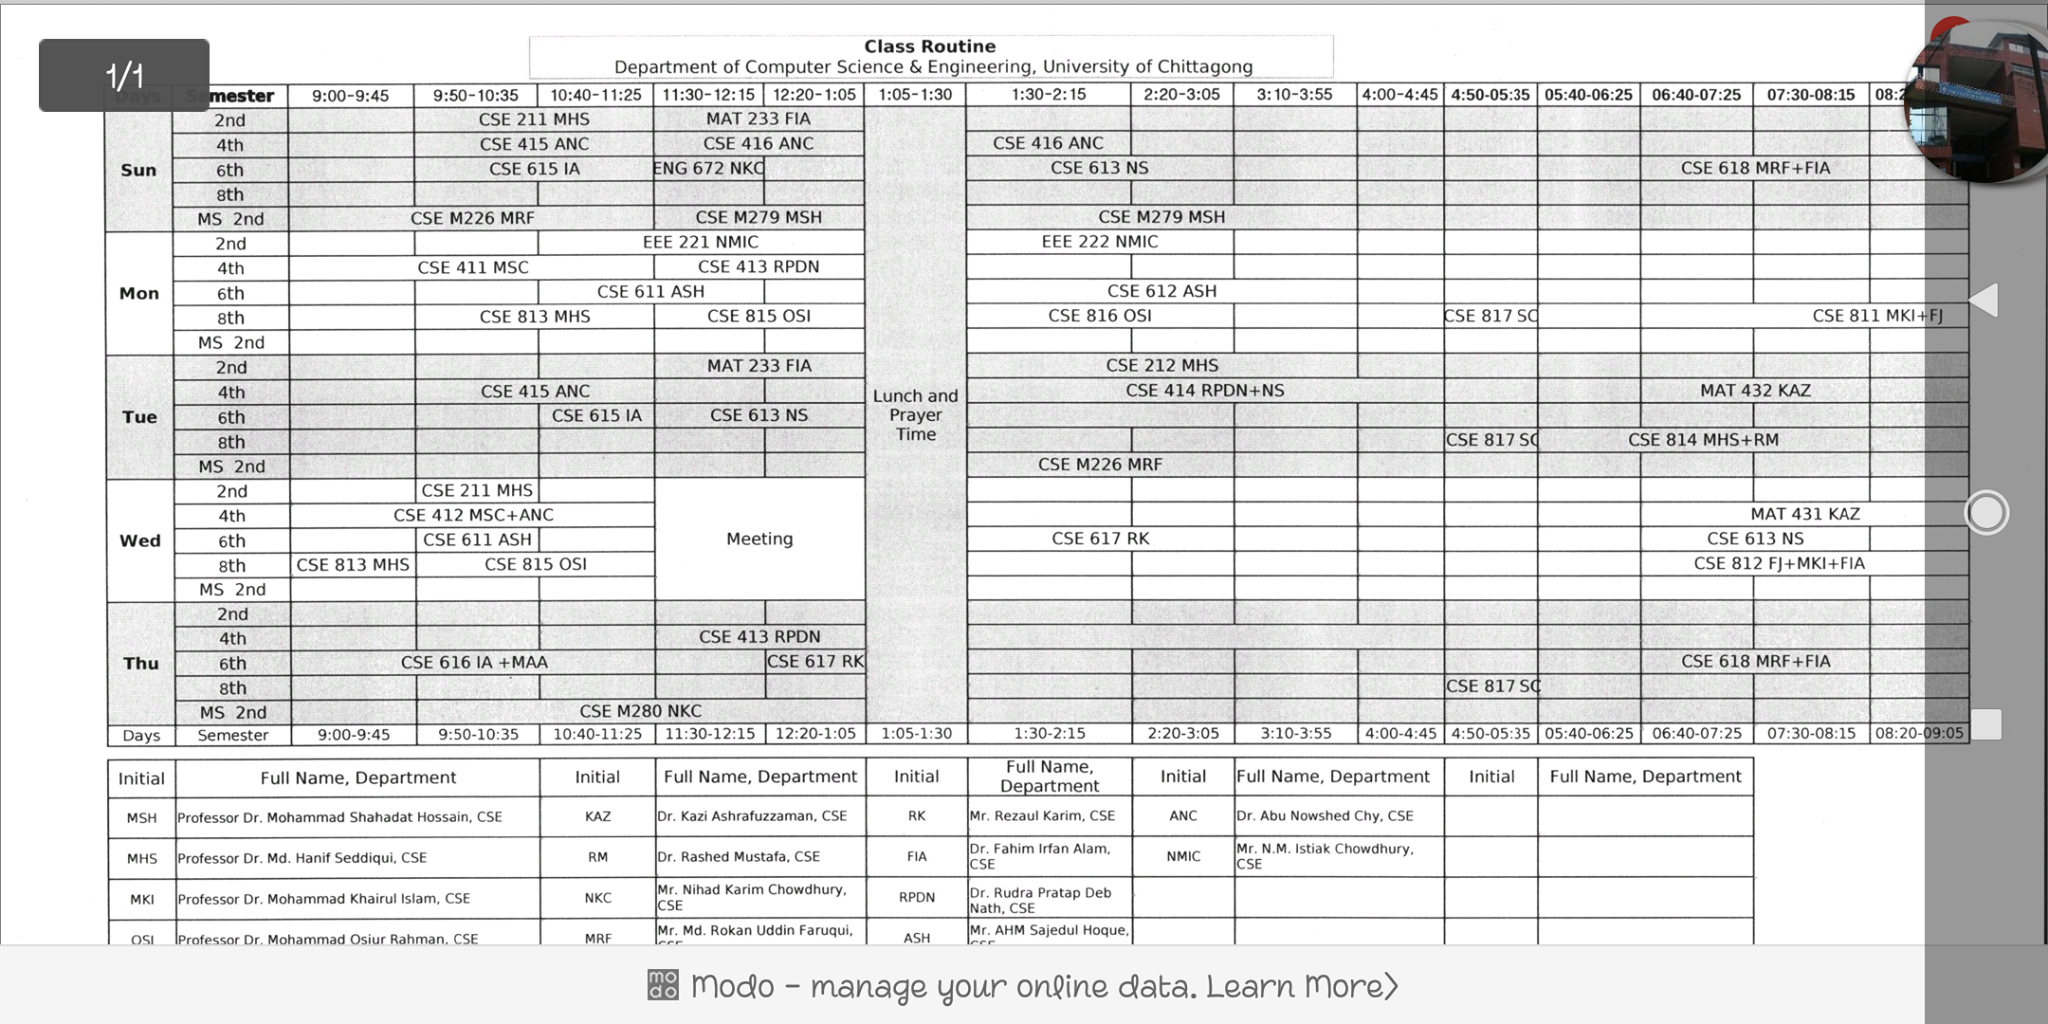 1/1
Class Routine
Department of Computer Science & Engineering, University of Chittagong
Days Semester 9:00-9:45 9:50-10:35 10:40-11:25 11:30-12:15 12:20-1:05 1:05-1:30 1:30-2:15 2:20-3:05 3:10-3:55 4:00-4:45 4:50-05:35 05:40-06:25 06:40-07:25 07:30-08:15 08:2
Sun
2nd CSE 211 MHS MAT 233 FIA
4th CSE 415 ANC CSE 416 ANC CSE 416 ANC
6th CSE 615 IA ENG 672 NKC CSE 613 NS CSE 618 MRF+FIA
8th
MS 2nd CSE M226 MRF CSE M279 MSH CSE M279 MSH
Mon
2nd EEE 221 NMIC EEE 222 NMIC
4th CSE 411 MSC CSE 413 RPDN
6th CSE 611 ASH CSE 612 ASH
8th CSE 813 MHS CSE 815 OSI CSE 816 OSI CSE 817 SC CSE 811 MKI+FJ
MS 2nd
Lunch and
Prayer
Time
Tue
2nd MAT 233 FIA CSE 212 MHS
4th CSE 415 ANC CSE 414 RPDN+NS MAT 432 KAZ
6th CSE 615 IA CSE 613 NS
8th CSE 817 SC CSE 814 MHS+RM
MS 2nd CSE M226 MRF
Wed
2nd CSE 211 MHS
4th CSE 412 MSC+ANC MAT 431 KAZ
6th CSE 611 ASH Meeting CSE 617 RK CSE 613 NS
8th CSE 813 MHS CSE 815 OSI CSE 812 FJ+MKI+FIA
MS 2nd
Thu
2nd
4th CSE 413 RPDN
6th CSE 616 IA +MAA CSE 617 RK CSE 618 MRF+FIA
8th CSE 817 SC
MS 2nd CSE M280 NKC
Days Semester 9:00-9:45 9:50-10:35 10:40-11:25 11:30-12:15 12:20-1:05 1:05-1:30 1:30-2:15 2:20-3:05 3:10-3:55 4:00-4:45 4:50-05:35 05:40-06:25 06:40-07:25 07:30-08:15 08:20-09:05
Initial Full Name, Department Initial Full Name, Department Initial Full Name, Department Initial Full Name, Department Initial Full Name, Department
MSH Professor Dr. Mohammad Shahadat Hossain, CSE KAZ Dr. Kazi Ashrafuzzaman, CSE RK Mr. Rezaul Karim, CSE ANC Dr. Abu Nowshed Chy, CSE
MHS Professor Dr. Md. Hanif Seddiqui, CSE RM Dr. Rashed Mustafa, CSE FIA Dr. Fahim Irfan Alam, CSE NMIC Mr. N.M. Istiak Chowdhury, CSE
MKI Professor Dr. Mohammad Khairul Islam, CSE NKC Mr. Nihad Karim Chowdhury, CSE RPDN Dr. Rudra Pratap Deb Nath, CSE
OSI Professor Dr. Mohammad Osiur Rahman, CSE MRF Mr. Md. Rokan Uddin Faruqui, ASH Mr. AHM Sajedul Hoque,
modo Modo - manage your online data. Learn More>